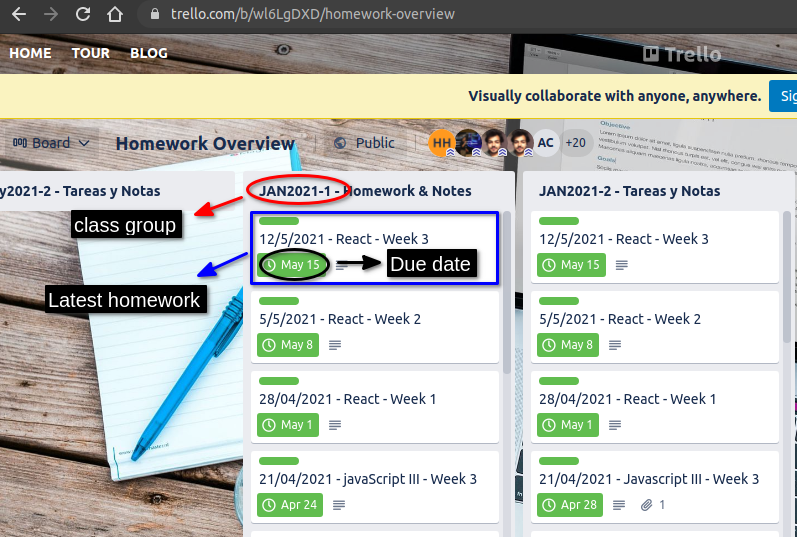 trello.com/b/wl6LgDXD/homework-overview
HOME TOUR BLOG
Trello
Visually collaborate with anyone, anywhere.
Board
Homework Overview
Public
HH
AC
+20
Objective
Goals
y2021-2 - Tareas y Notas
JAN2021-1 - Homework & Notes
class group
12/5/2021 - React - Week 3
May 15
Due date
Latest homework
5/5/2021 - React - Week 2
May 8
28/04/2021 - React - Week 1
May 1
21/04/2021 - javaScript III - Week 3
Apr 24
JAN2021-2 - Tareas y Notas
12/5/2021 - React - Week 3
May 15
5/5/2021 - React - Week 2
May 8
28/04/2021 - React - Week 1
May 1
21/04/2021 - Javascript III - Week 3
Apr 28
1